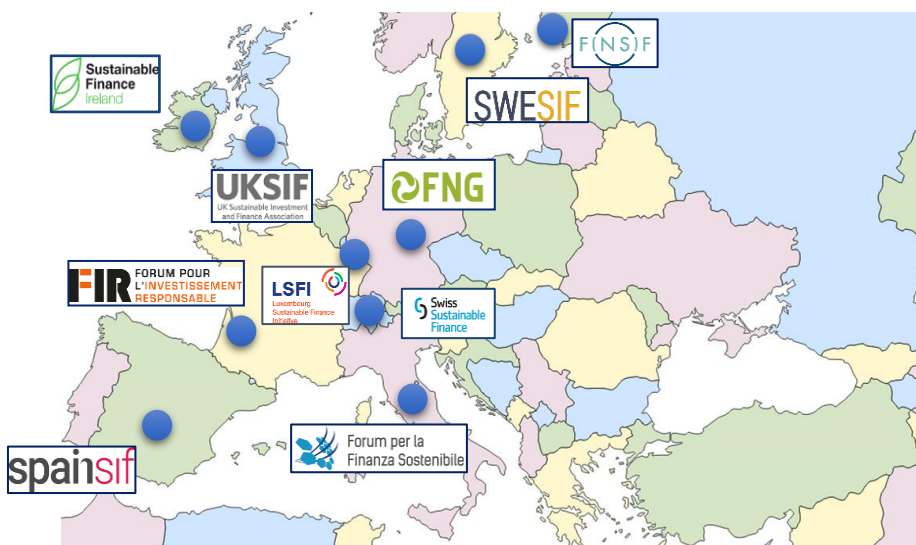 Sustainable
Finance
Ireland
F(NS)F
SWESIF
UKSIF
UK Sustainable Investment
and Finance Association
FNG
FIR
FORUM POUR
L'INVESTISSEMENT
RESPONSABLE
LSFI
Luxembourg
Sustainable Finance
Initiative
Swiss
Sustainable
Finance
spainsif
Forum per la
Finanza Sostenibile